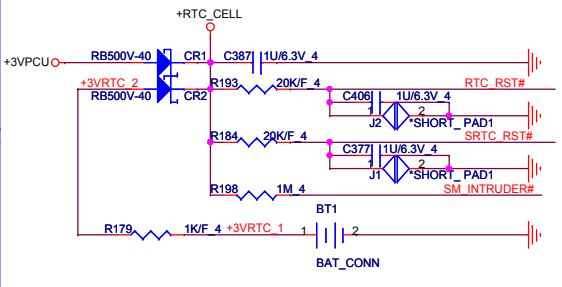 +RTC_CELL
RB500V-40 CR1 C387 1U/6.3V_4
+3VPCU
+3VRTC_2 R193 20K/F_4 RTC_RST#
RB500V-40 CR2 C406 1U/6.3V_4
1 2
J2 *SHORT_PAD1
R184 20K/F_4 SRTC_RST#
C377 1U/6.3V_4
1 2
J1 *SHORT_PAD1
R198 1M_4 SM_INTRUDER#
BT1
R179 1K/F_4 +3VRTC_1 1 2
BAT_CONN